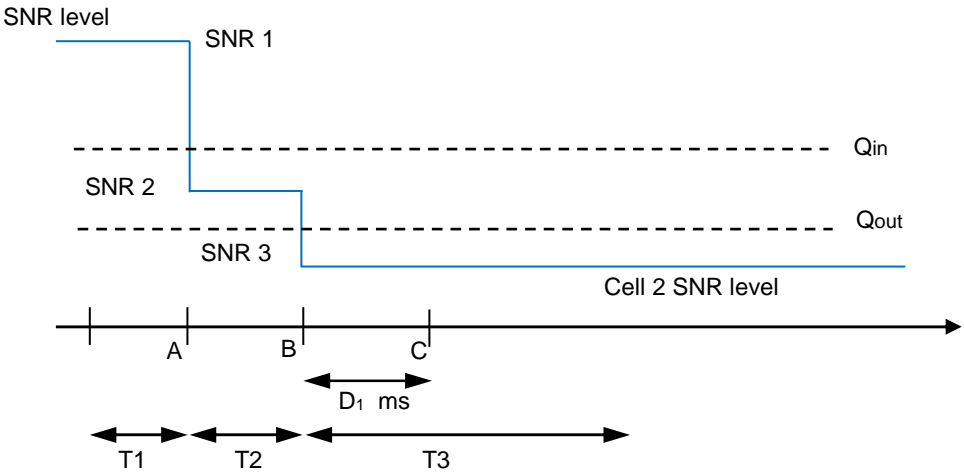 SNR level
SNR 1
Qin
SNR 2
Qout
SNR 3
Cell 2 SNR level
A
B
C
D1 ms
T1
T2
T3